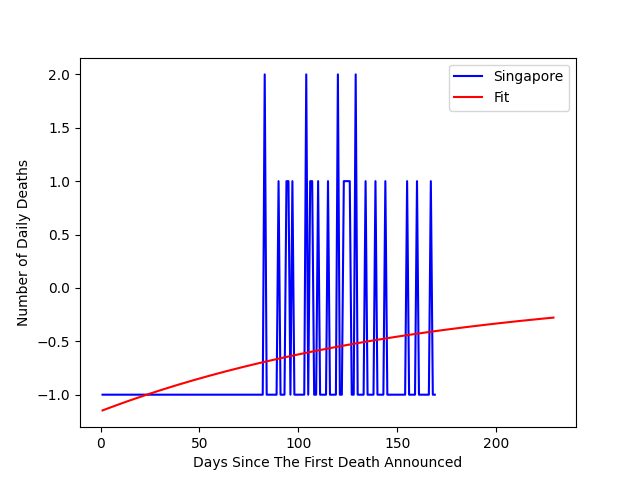 Singapore
Fit
Number of Daily Deaths
2.0
1.5
1.0
0.5
0.0
−0.5
−1.0
0 50 100 150 200
Days Since The First Death Announced